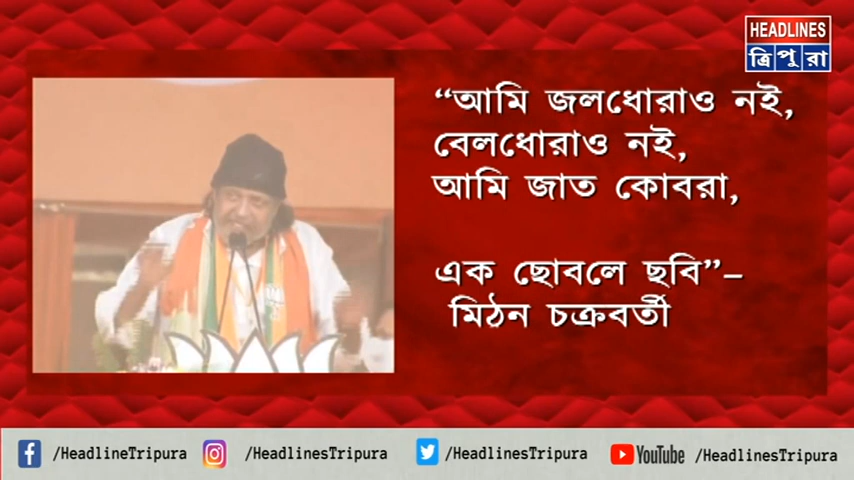 HEADLINES
ত্রিপুরা
“আমি জলধোরাও নই,
বেলধোরাও নই,
আমি জাত কোবরা,
এক ছোবলে ছবি”–
মিঠন চক্রবর্তী
/HeadlineTripura
/HeadlinesTripura
/HeadlinesTripura
YouTube /HeadlinesTripura